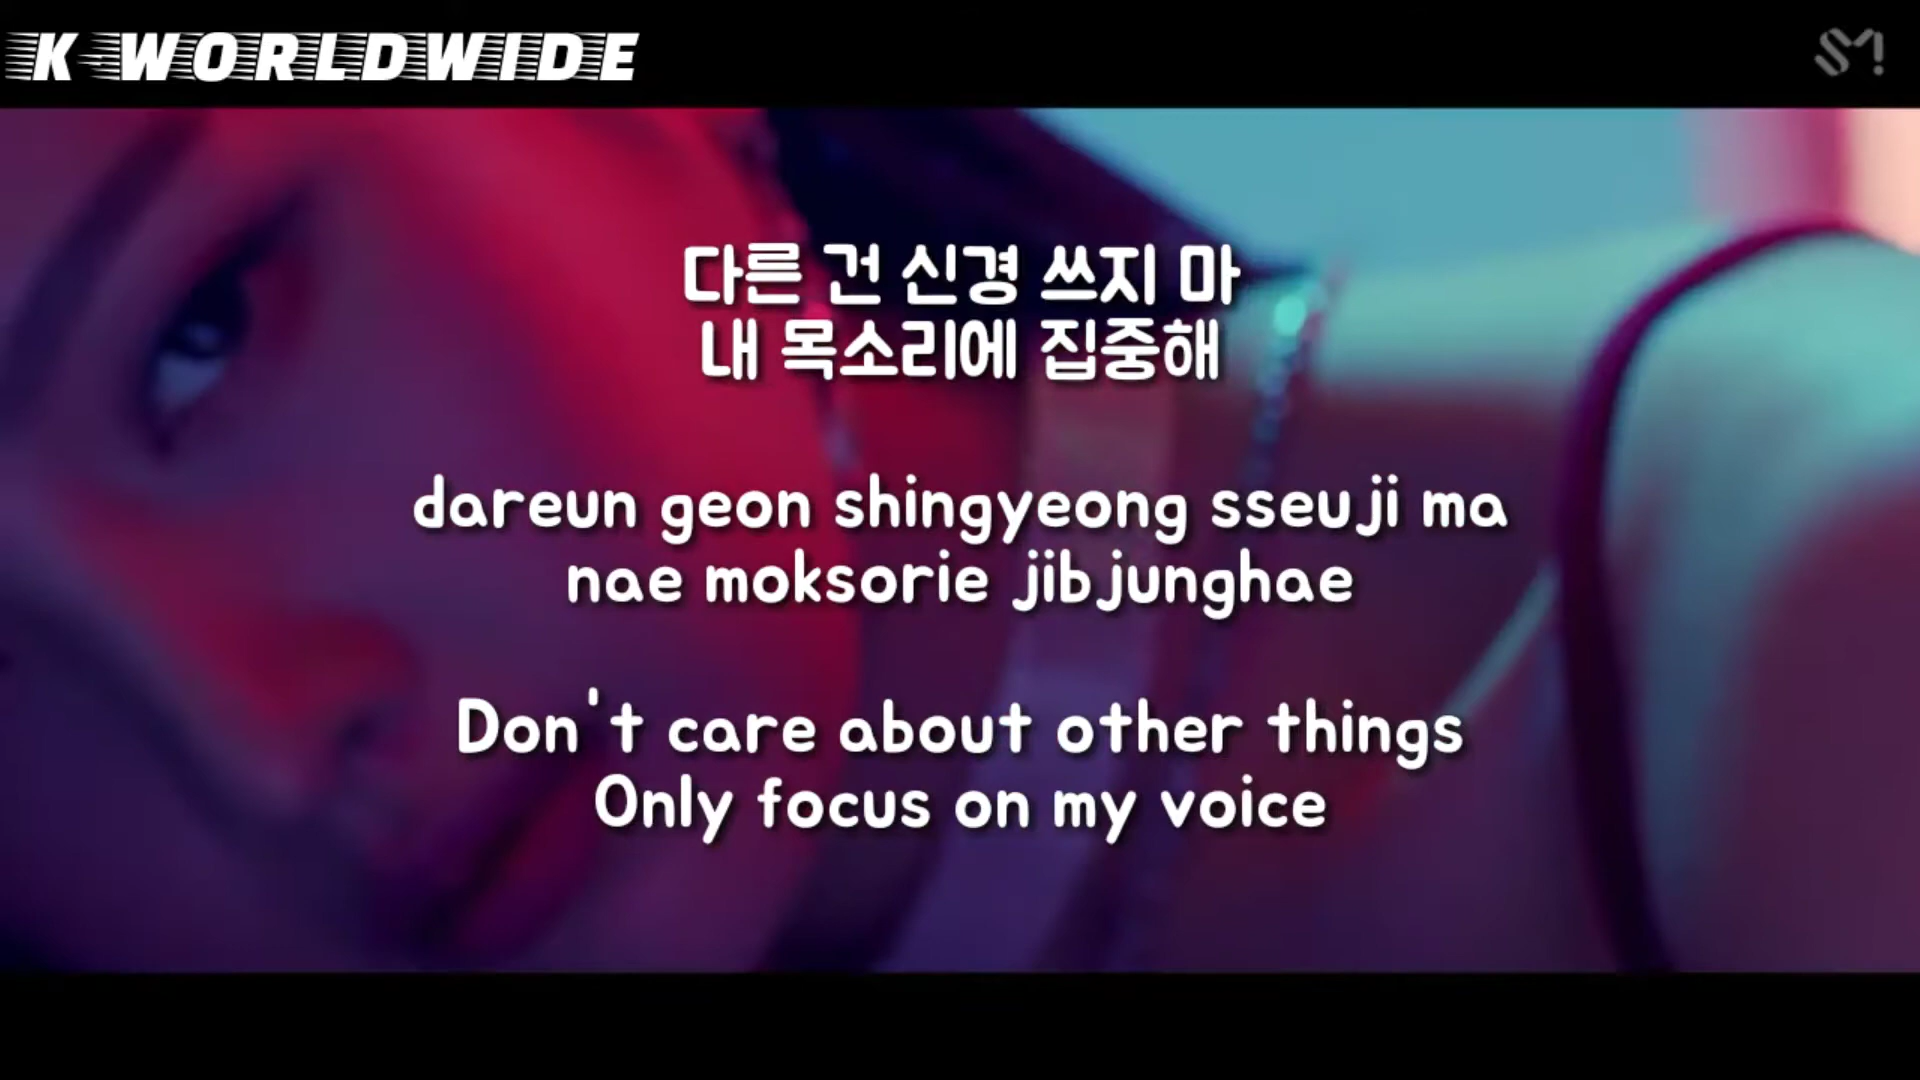 K-WORLDWIDE
SM!
다른 건 신경 쓰지 마
내 목소리에 집중해
dareun geon shingyeong sseuji ma
nae moksorie jibjunghae
Don't care about other things
Only focus on my voice